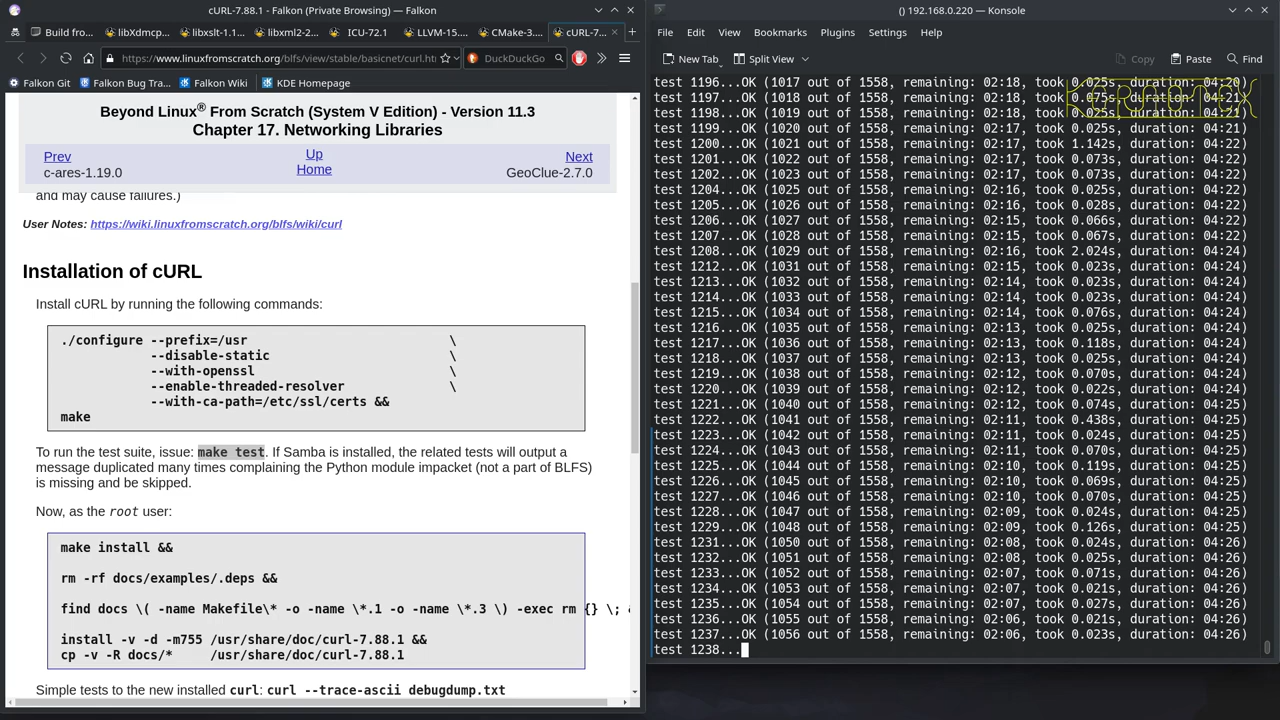 cURL-7.88.1 - Falkon (Private Browsing) — Falkon
Build from...
libXdmcp...
libxslt-1.1...
libxml2-2...
ICU-72.1
LLVM-15....
CMake-3....
cURL-7...
https://www.linuxfromscratch.org/blfs/view/stable/basicnet/curl.ht
DuckDuckGo
Falkon Git
Falkon Bug Tra...
Falkon Wiki
KDE Homepage
Beyond Linux® From Scratch (System V Edition) - Version 11.3
Chapter 17. Networking Libraries
Prev
Up
Next
c-ares-1.19.0
Home
GeoClue-2.7.0
and may cause failures.)
User Notes: https://wiki.linuxfromscratch.org/blfs/wiki/curl
Installation of cURL
Install cURL by running the following commands:
./configure --prefix=/usr \
--disable-static \
--with-openssl \
--enable-threaded-resolver \
--with-ca-path=/etc/ssl/certs &&
make
To run the test suite, issue: make test. If Samba is installed, the related tests will output a
message duplicated many times complaining the Python module impacket (not a part of BLFS)
is missing and be skipped.
Now, as the root user:
make install &&
rm -rf docs/examples/.deps &&
find docs \( -name Makefile\* -o -name \*.1 -o -name \*.3 \) -exec rm {} \; &
install -v -d -m755 /usr/share/doc/curl-7.88.1 &&
cp -v -R docs/* /usr/share/doc/curl-7.88.1
Simple tests to the new installed curl: curl --trace-ascii debugdump.txt
() 192.168.0.220 — Konsole
File Edit View Bookmarks Plugins Settings Help
New Tab
Split View
Copy
Paste
Find
test 1196...OK (1017 out of 1558, remaining: 02:18, took 0.025s, duration: 04:20)
test 1197...OK (1018 out of 1558, remaining: 02:18, took 0.075s, duration: 04:21)
test 1198...OK (1019 out of 1558, remaining: 02:18, took 0.025s, duration: 04:21)
test 1199...OK (1020 out of 1558, remaining: 02:17, took 0.025s, duration: 04:21)
test 1200...OK (1021 out of 1558, remaining: 02:17, took 1.142s, duration: 04:22)
test 1201...OK (1022 out of 1558, remaining: 02:17, took 0.073s, duration: 04:22)
test 1202...OK (1023 out of 1558, remaining: 02:17, took 0.073s, duration: 04:22)
test 1204...OK (1025 out of 1558, remaining: 02:16, took 0.025s, duration: 04:22)
test 1205...OK (1026 out of 1558, remaining: 02:16, took 0.028s, duration: 04:22)
test 1206...OK (1027 out of 1558, remaining: 02:16, took 0.066s, duration: 04:22)
test 1207...OK (1028 out of 1558, remaining: 02:15, took 0.067s, duration: 04:22)
test 1208...OK (1029 out of 1558, remaining: 02:16, took 2.024s, duration: 04:24)
test 1212...OK (1031 out of 1558, remaining: 02:15, took 0.023s, duration: 04:24)
test 1213...OK (1032 out of 1558, remaining: 02:14, took 0.023s, duration: 04:24)
test 1214...OK (1033 out of 1558, remaining: 02:14, took 0.023s, duration: 04:24)
test 1215...OK (1034 out of 1558, remaining: 02:14, took 0.076s, duration: 04:24)
test 1216...OK (1035 out of 1558, remaining: 02:13, took 0.025s, duration: 04:24)
test 1217...OK (1036 out of 1558, remaining: 02:13, took 0.118s, duration: 04:24)
test 1218...OK (1037 out of 1558, remaining: 02:13, took 0.025s, duration: 04:24)
test 1219...OK (1038 out of 1558, remaining: 02:12, took 0.070s, duration: 04:24)
test 1220...OK (1039 out of 1558, remaining: 02:12, took 0.022s, duration: 04:24)
test 1221...OK (1040 out of 1558, remaining: 02:12, took 0.074s, duration: 04:25)
test 1222...OK (1041 out of 1558, remaining: 02:11, took 0.438s, duration: 04:25)
test 1223...OK (1042 out of 1558, remaining: 02:11, took 0.024s, duration: 04:25)
test 1224...OK (1043 out of 1558, remaining: 02:11, took 0.070s, duration: 04:25)
test 1225...OK (1044 out of 1558, remaining: 02:10, took 0.119s, duration: 04:25)
test 1226...OK (1045 out of 1558, remaining: 02:10, took 0.069s, duration: 04:25)
test 1227...OK (1046 out of 1558, remaining: 02:10, took 0.070s, duration: 04:25)
test 1228...OK (1047 out of 1558, remaining: 02:09, took 0.024s, duration: 04:25)
test 1229...OK (1048 out of 1558, remaining: 02:09, took 0.126s, duration: 04:25)
test 1231...OK (1050 out of 1558, remaining: 02:08, took 0.024s, duration: 04:26)
test 1232...OK (1051 out of 1558, remaining: 02:08, took 0.025s, duration: 04:26)
test 1233...OK (1052 out of 1558, remaining: 02:07, took 0.071s, duration: 04:26)
test 1234...OK (1053 out of 1558, remaining: 02:07, took 0.021s, duration: 04:26)
test 1235...OK (1054 out of 1558, remaining: 02:07, took 0.027s, duration: 04:26)
test 1236...OK (1055 out of 1558, remaining: 02:06, took 0.021s, duration: 04:26)
test 1237...OK (1056 out of 1558, remaining: 02:06, took 0.023s, duration: 04:26)
test 1238...